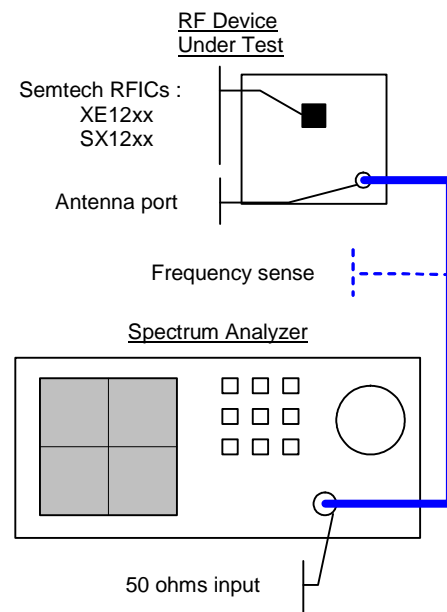 RF Device
Under Test
Semtech RFICs :
XE12xx
SX12xx
Antenna port
Frequency sense
Spectrum Analyzer
50 ohms input